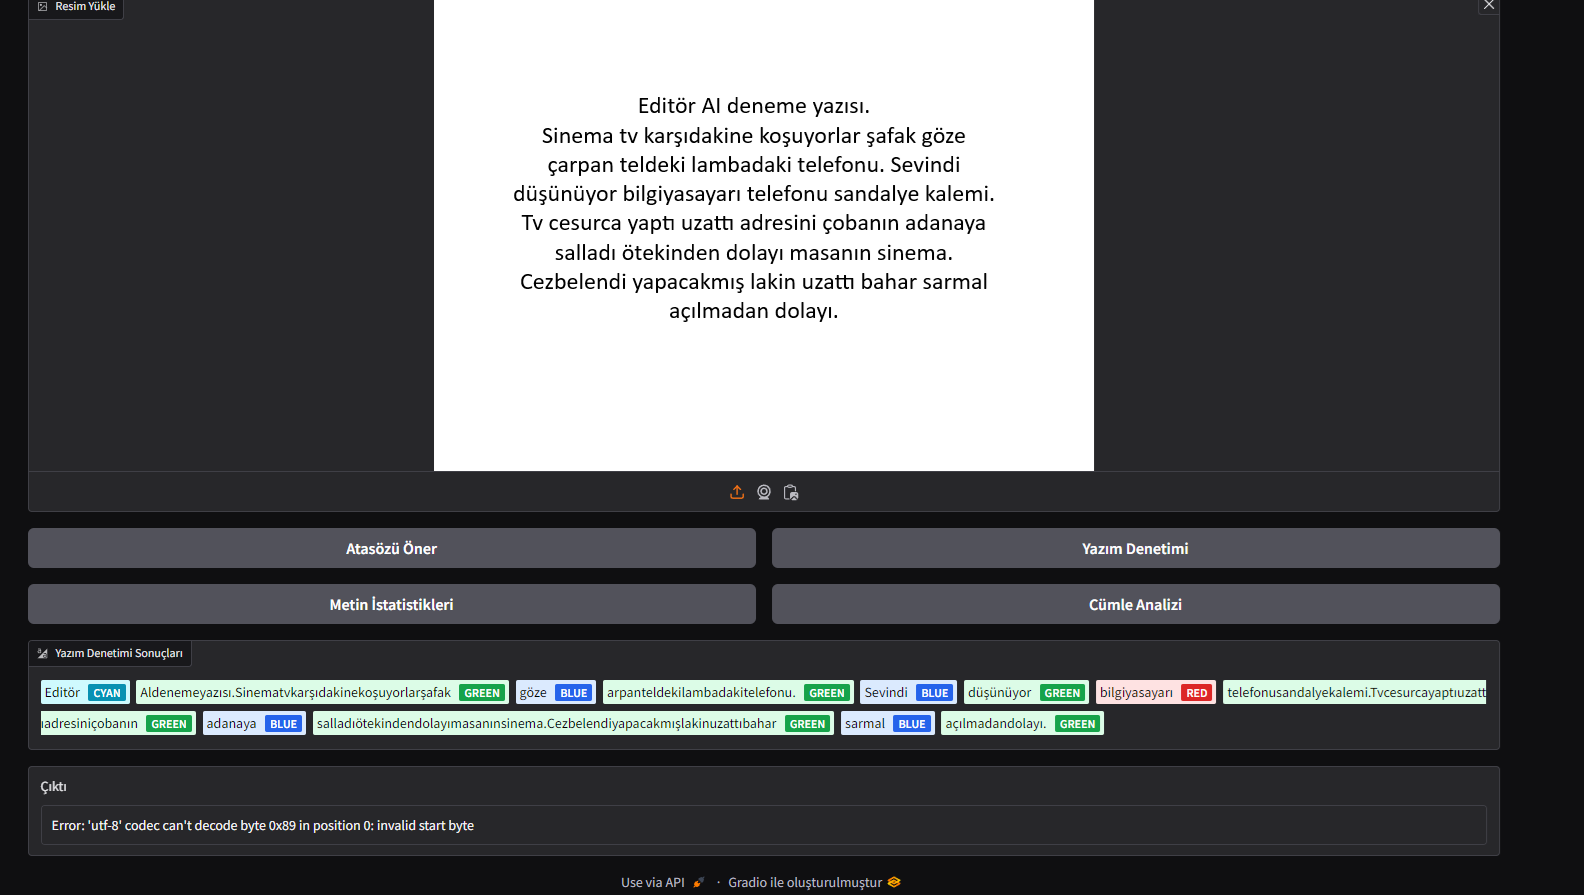 Resim Yükle
Editör AI deneme yazısı.
Sinema tv karşıdakine koşuyorlar şafak göze
çarpan teldeki lambadaki telefonu. Sevindi
düşünüyor bilgiyasayarı telefonu sandalye kalemi.
Tv cesurca yaptı uzattı adresini çobanın adanaya
salladı ötekinden dolayı masanın sinema.
Cezbelendi yapacakmış lakin uzattı bahar sarmal
açılmadan dolayı.
Atasözü Öner
Yazım Denetimi
Metin İstatistikleri
Cümle Analizi
Yazım Denetimi Sonuçları
Editör CYAN AIdenemeyazısı.Sinematvkarşıdakinekoşuyorlarşafak GREEN göze BLUE arpanteldekilambadakitelefonu. GREEN Sevindi BLUE düşünüyor GREEN bilgiyasayarı RED telefonusandalyekalemi.Tvcesurcayaptıuzatt
ıadresiniçobanın GREEN adanaya BLUE salladıötekindendolayımasanınsinema.Cezbelendiyapacakmışlakinuzattıbahar GREEN sarmal BLUE açılmadandolayı. GREEN
Çıktı
Error: 'utf-8' codec can't decode byte 0x89 in position 0: invalid start byte
Use via API · Gradio ile oluşturulmuştur